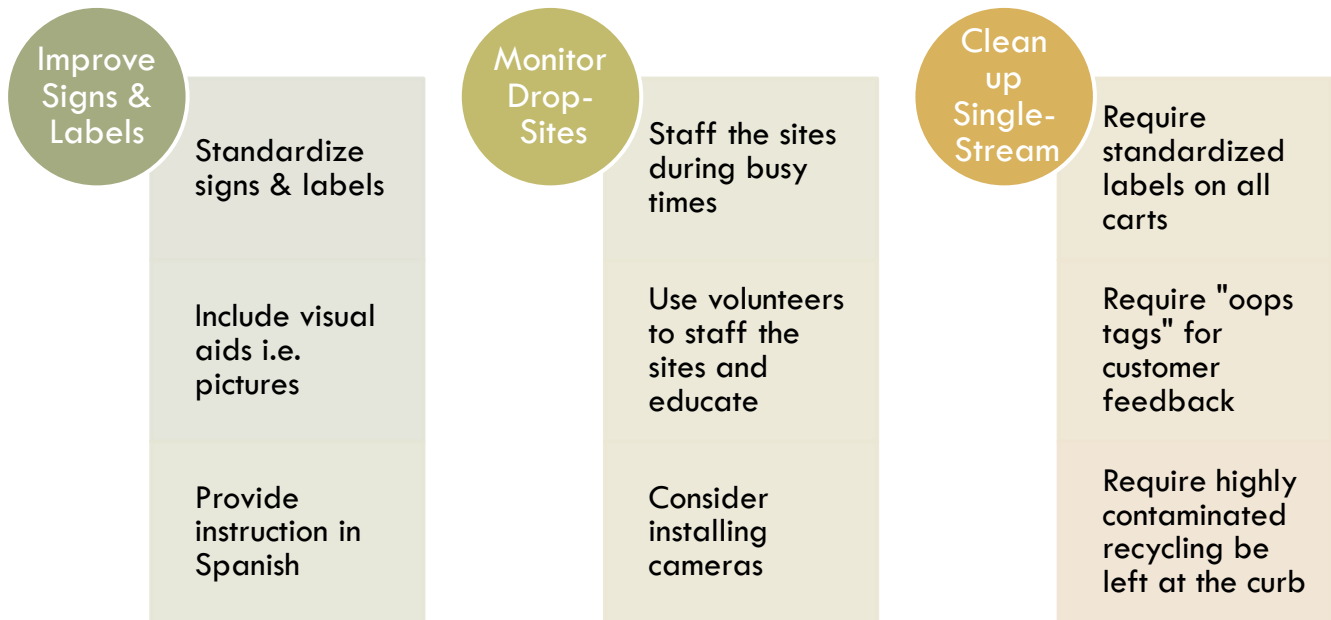 Improve
Signs &
Labels
Standardize
signs & labels
Include visual
aids i.e.
pictures
Provide
instruction in
Spanish
Monitor
Drop-
Sites
Staff the sites
during busy
times
Use volunteers
to staff the
sites and
educate
Consider
installing
cameras
Clean
up
Single-
Stream
Require
standardized
labels on all
carts
Require "oops
tags" for
customer
feedback
Require highly
contaminated
recycling be
left at the curb